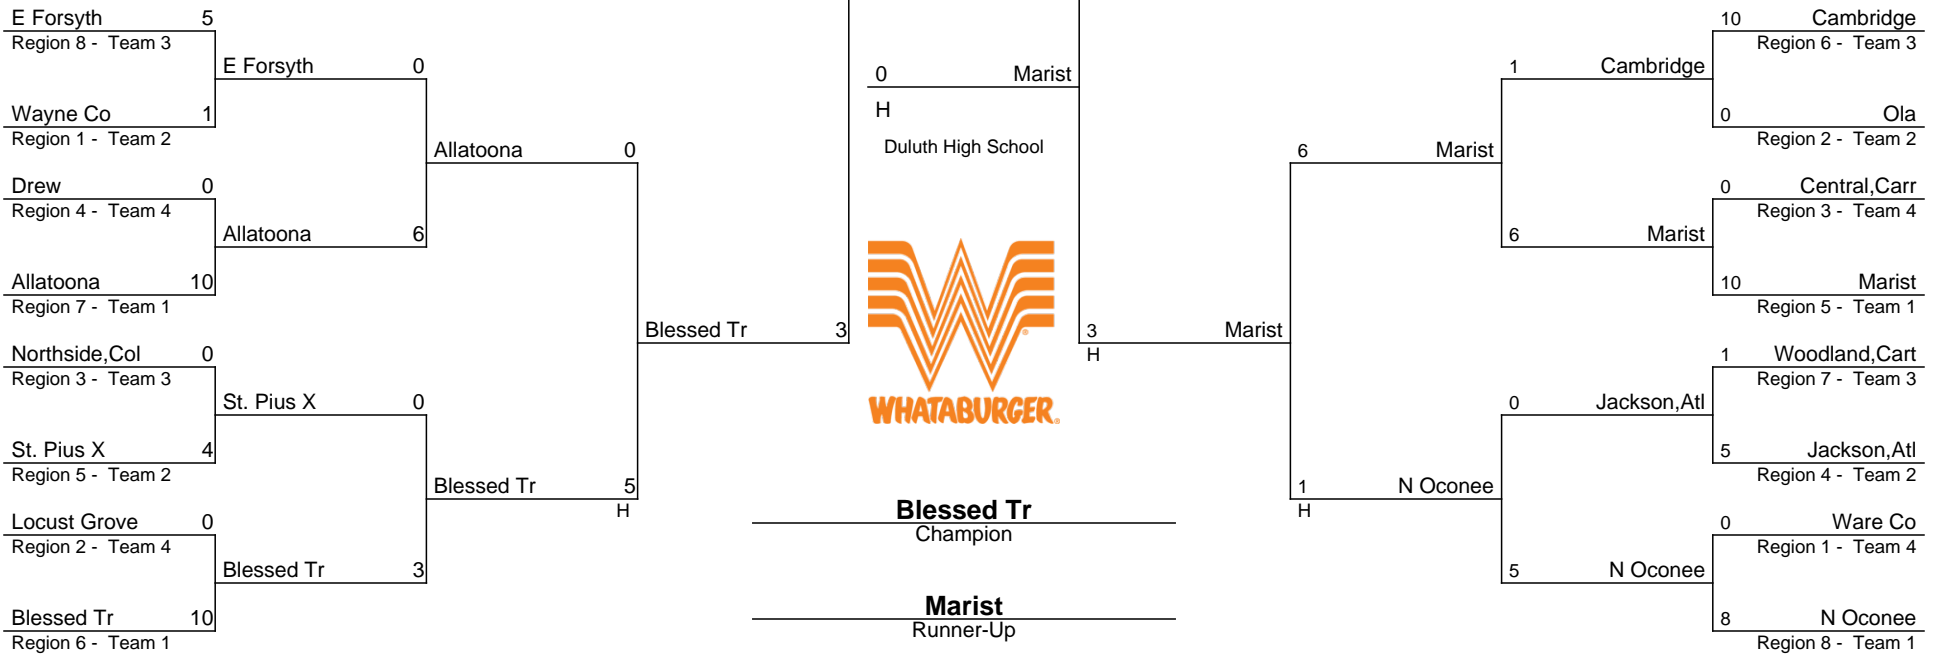 E Forsyth 5
Region 8 - Team 3
E Forsyth 0
Wayne Co 1
Region 1 - Team 2
Allatoona 0
Drew 0
Region 4 - Team 4
Allatoona 6
Allatoona 10
Region 7 - Team 1
Blessed Tr 3
Northside,Col 0
Region 3 - Team 3
St. Pius X 0
St. Pius X 4
Region 5 - Team 2
Blessed Tr 5
H
Locust Grove 0
Region 2 - Team 4
Blessed Tr 3
Blessed Tr 10
Region 6 - Team 1
0 Marist
H
Duluth High School
WHATABURGER®
Blessed Tr
Champion
Marist
Runner-Up
10 Cambridge
Region 6 - Team 3
1 Cambridge
0 Ola
Region 2 - Team 2
6 Marist
0 Central,Carr
Region 3 - Team 4
6 Marist
10 Marist
Region 5 - Team 1
3 Marist
H
1 Woodland,Cart
Region 7 - Team 3
0 Jackson,Atl
5 Jackson,Atl
Region 4 - Team 2
1 N Oconee
H
0 Ware Co
Region 1 - Team 4
5 N Oconee
8 N Oconee
Region 8 - Team 1